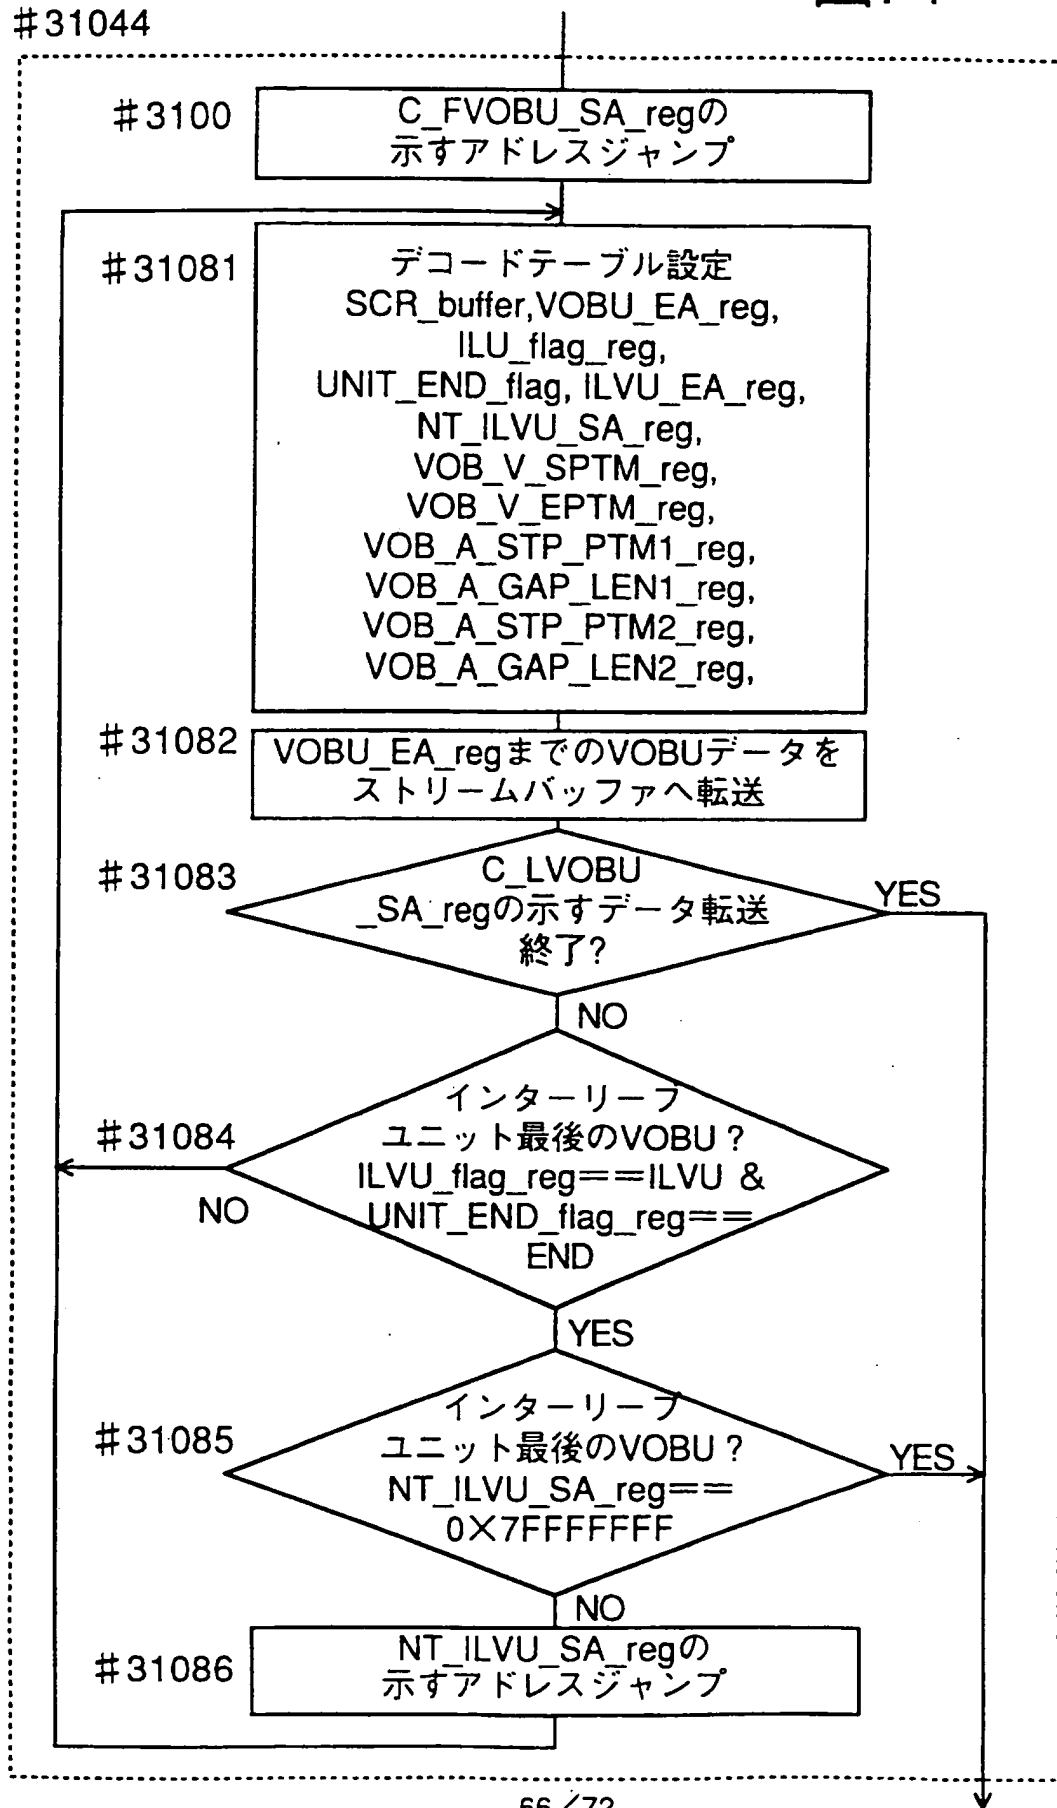 #31044
#3100
C_FVOBU_SA_regの
示すアドレスジャンプ
#31081
デコードテーブル設定
SCR_buffer,VOBU_EA_reg,
ILU_flag_reg,
UNIT_END_flag, ILVU_EA_reg,
NT_ILVU_SA_reg,
VOB_V_SPTM_reg,
VOB_V_EPTM_reg,
VOB_A_STP_PTM1_reg,
VOB_A_GAP_LEN1_reg,
VOB_A_STP_PTM2_reg,
VOB_A_GAP_LEN2_reg,
#31082
VOBU_EA_regまでのVOBUデータを
ストリームバッファへ転送
#31083
C_LVOBU
_SA_regの示すデータ転送
終了?
YES
NO
#31084
インターリーブ
ユニット最後のVOBU?
ILVU_flag_reg==ILVU &
UNIT_END_flag_reg==
END
NO
YES
#31085
インターリーブ
ユニット最後のVOBU?
NT_ILVU_SA_reg==
0X7FFFFFFF
YES
NO
#31086
NT_ILVU_SA_regの
示すアドレスジャンプ